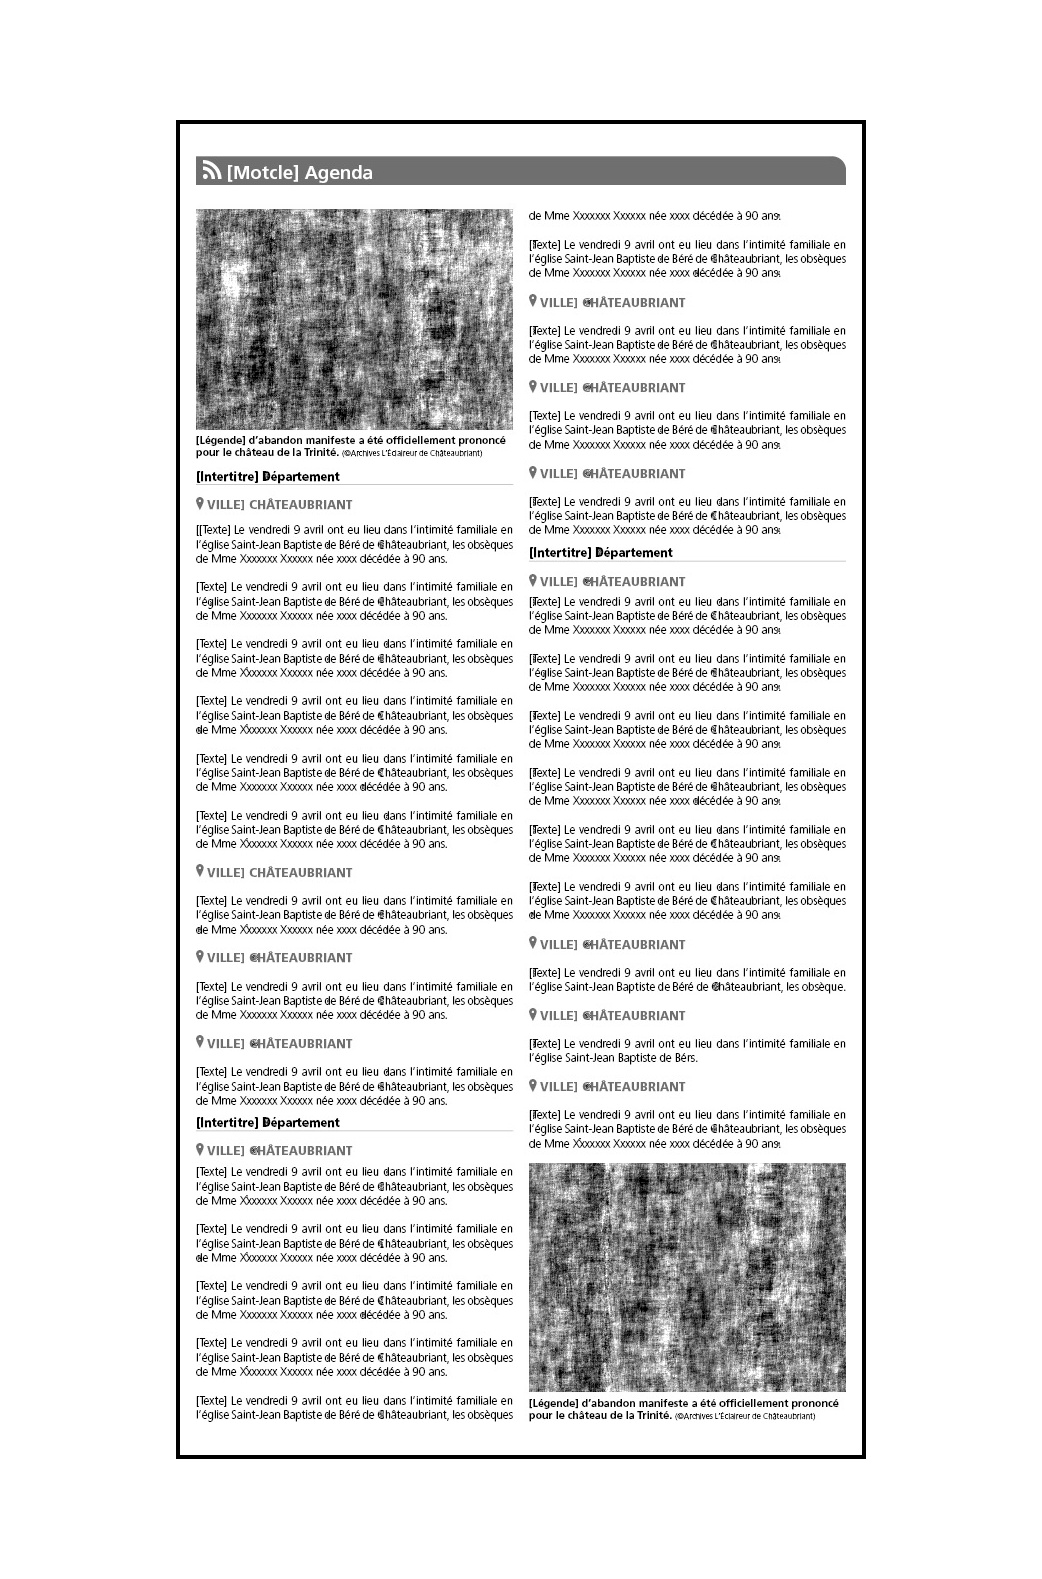 [Motcle] Agenda
[Légende] d'abandon manifeste a été officiellement prononcé
pour le château de la Trinité. (©Archives L'Éclaireur de Châteaubriant)
[Intertitre] Département
VILLE] CHÂTEAUBRIANT
[[Texte] Le vendredi 9 avril ont eu lieu dans l'intimité familiale en
l'église Saint-Jean Baptiste de Béré de Châteaubriant, les obsèques
de Mme Xxxxxxx Xxxxxx née xxxx décédée à 90 ans.
[Texte] Le vendredi 9 avril ont eu lieu dans l'intimité familiale en
l'église Saint-Jean Baptiste de Béré de Châteaubriant, les obsèques
de Mme Xxxxxxx Xxxxxx née xxxx décédée à 90 ans.
[Texte] Le vendredi 9 avril ont eu lieu dans l'intimité familiale en
l'église Saint-Jean Baptiste de Béré de Châteaubriant, les obsèques
de Mme Xxxxxxx Xxxxxx née xxxx décédée à 90 ans.
[Texte] Le vendredi 9 avril ont eu lieu dans l'intimité familiale en
l'église Saint-Jean Baptiste de Béré de Châteaubriant, les obsèques
de Mme Xxxxxxx Xxxxxx née xxxx décédée à 90 ans.
[Texte] Le vendredi 9 avril ont eu lieu dans l'intimité familiale en
l'église Saint-Jean Baptiste de Béré de Châteaubriant, les obsèques
de Mme Xxxxxxx Xxxxxx née xxxx décédée à 90 ans.
[Texte] Le vendredi 9 avril ont eu lieu dans l'intimité familiale en
l'église Saint-Jean Baptiste de Béré de Châteaubriant, les obsèques
de Mme Xxxxxxx Xxxxxx née xxxx décédée à 90 ans.
VILLE] CHÂTEAUBRIANT
[Texte] Le vendredi 9 avril ont eu lieu dans l'intimité familiale en
l'église Saint-Jean Baptiste de Béré de Châteaubriant, les obsèques
de Mme Xxxxxxx Xxxxxx née xxxx décédée à 90 ans.
VILLE] CHÂTEAUBRIANT
[Texte] Le vendredi 9 avril ont eu lieu dans l'intimité familiale en
l'église Saint-Jean Baptiste de Béré de Châteaubriant, les obsèques
de Mme Xxxxxxx Xxxxxx née xxxx décédée à 90 ans.
VILLE] CHÂTEAUBRIANT
[Texte] Le vendredi 9 avril ont eu lieu dans l'intimité familiale en
l'église Saint-Jean Baptiste de Béré de Châteaubriant, les obsèques
de Mme Xxxxxxx Xxxxxx née xxxx décédée à 90 ans.
[Intertitre] Département
VILLE] CHÂTEAUBRIANT
[Texte] Le vendredi 9 avril ont eu lieu dans l'intimité familiale en
l'église Saint-Jean Baptiste de Béré de Châteaubriant, les obsèques
de Mme Xxxxxxx Xxxxxx née xxxx décédée à 90 ans.
[Texte] Le vendredi 9 avril ont eu lieu dans l'intimité familiale en
l'église Saint-Jean Baptiste de Béré de Châteaubriant, les obsèques
de Mme Xxxxxxx Xxxxxx née xxxx décédée à 90 ans.
[Texte] Le vendredi 9 avril ont eu lieu dans l'intimité familiale en
l'église Saint-Jean Baptiste de Béré de Châteaubriant, les obsèques
de Mme Xxxxxxx Xxxxxx née xxxx décédée à 90 ans.
[Texte] Le vendredi 9 avril ont eu lieu dans l'intimité familiale en
l'église Saint-Jean Baptiste de Béré de Châteaubriant, les obsèques
de Mme Xxxxxxx Xxxxxx née xxxx décédée à 90 ans.
[Texte] Le vendredi 9 avril ont eu lieu dans l'intimité familiale en
l'église Saint-Jean Baptiste de Béré de Châteaubriant, les obsèques
de Mme Xxxxxxx Xxxxxx née xxxx décédée à 90 ans.
[Texte] Le vendredi 9 avril ont eu lieu dans l'intimité familiale en
l'église Saint-Jean Baptiste de Béré de Châteaubriant, les obsèques
de Mme Xxxxxxx Xxxxxx née xxxx décédée à 90 ans.
VILLE] CHÂTEAUBRIANT
[Texte] Le vendredi 9 avril ont eu lieu dans l'intimité familiale en
l'église Saint-Jean Baptiste de Béré de Châteaubriant, les obsèques
de Mme Xxxxxxx Xxxxxx née xxxx décédée à 90 ans.
VILLE] CHÂTEAUBRIANT
[Texte] Le vendredi 9 avril ont eu lieu dans l'intimité familiale en
l'église Saint-Jean Baptiste de Béré de Châteaubriant, les obsèques
de Mme Xxxxxxx Xxxxxx née xxxx décédée à 90 ans.
VILLE] CHÂTEAUBRIANT
[Texte] Le vendredi 9 avril ont eu lieu dans l'intimité familiale en
l'église Saint-Jean Baptiste de Béré de Châteaubriant, les obsèques
de Mme Xxxxxxx Xxxxxx née xxxx décédée à 90 ans.
[Intertitre] Département
VILLE] CHÂTEAUBRIANT
[Texte] Le vendredi 9 avril ont eu lieu dans l'intimité familiale en
l'église Saint-Jean Baptiste de Béré de Châteaubriant, les obsèques
de Mme Xxxxxxx Xxxxxx née xxxx décédée à 90 ans.
[Texte] Le vendredi 9 avril ont eu lieu dans l'intimité familiale en
l'église Saint-Jean Baptiste de Béré de Châteaubriant, les obsèques
de Mme Xxxxxxx Xxxxxx née xxxx décédée à 90 ans.
[Texte] Le vendredi 9 avril ont eu lieu dans l'intimité familiale en
l'église Saint-Jean Baptiste de Béré de Châteaubriant, les obsèques
de Mme Xxxxxxx Xxxxxx née xxxx décédée à 90 ans.
[Texte] Le vendredi 9 avril ont eu lieu dans l'intimité familiale en
l'église Saint-Jean Baptiste de Béré de Châteaubriant, les obsèques
de Mme Xxxxxxx Xxxxxx née xxxx décédée à 90 ans.
[Texte] Le vendredi 9 avril ont eu lieu dans l'intimité familiale en
l'église Saint-Jean Baptiste de Béré de Châteaubriant, les obsèques
de Mme Xxxxxxx Xxxxxx née xxxx décédée à 90 ans.
[Texte] Le vendredi 9 avril ont eu lieu dans l'intimité familiale en
l'église Saint-Jean Baptiste de Béré de Châteaubriant, les obsèques
de Mme Xxxxxxx Xxxxxx née xxxx décédée à 90 ans.
VILLE] CHÂTEAUBRIANT
[Texte] Le vendredi 9 avril ont eu lieu dans l'intimité familiale en
l'église Saint-Jean Baptiste de Béré de Châteaubriant, les obsèque.
VILLE] CHÂTEAUBRIANT
[Texte] Le vendredi 9 avril ont eu lieu dans l'intimité familiale en
l'église Saint-Jean Baptiste de Bérs.
VILLE] CHÂTEAUBRIANT
[Texte] Le vendredi 9 avril ont eu lieu dans l'intimité familiale en
l'église Saint-Jean Baptiste de Béré de Châteaubriant, les obsèques
de Mme Xxxxxxx Xxxxxx née xxxx décédée à 90 ans.
[Légende] d'abandon manifeste a été officiellement prononcé
pour le château de la Trinité. (©Archives L'Éclaireur de Châteaubriant)